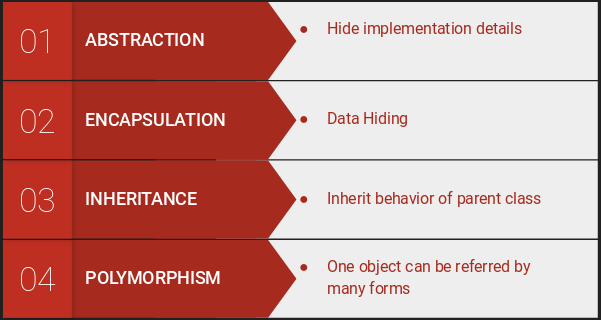 01 ABSTRACTION
• Hide implementation details
02 ENCAPSULATION
• Data Hiding
03 INHERITANCE
• Inherit behavior of parent class
04 POLYMORPHISM
• One object can be referred by
many forms